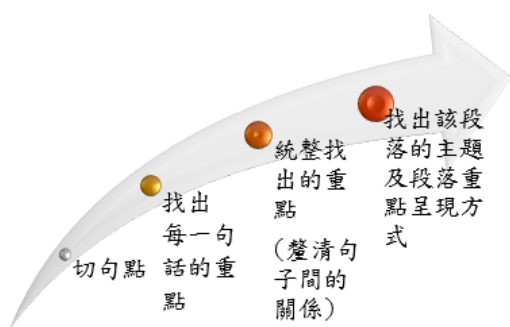 切句點
找出
每一句
話的重
點
統整找
出的重
點
(釐清句
子間的
關係)
找出該段
落的主題
及段落重
點呈現方
式